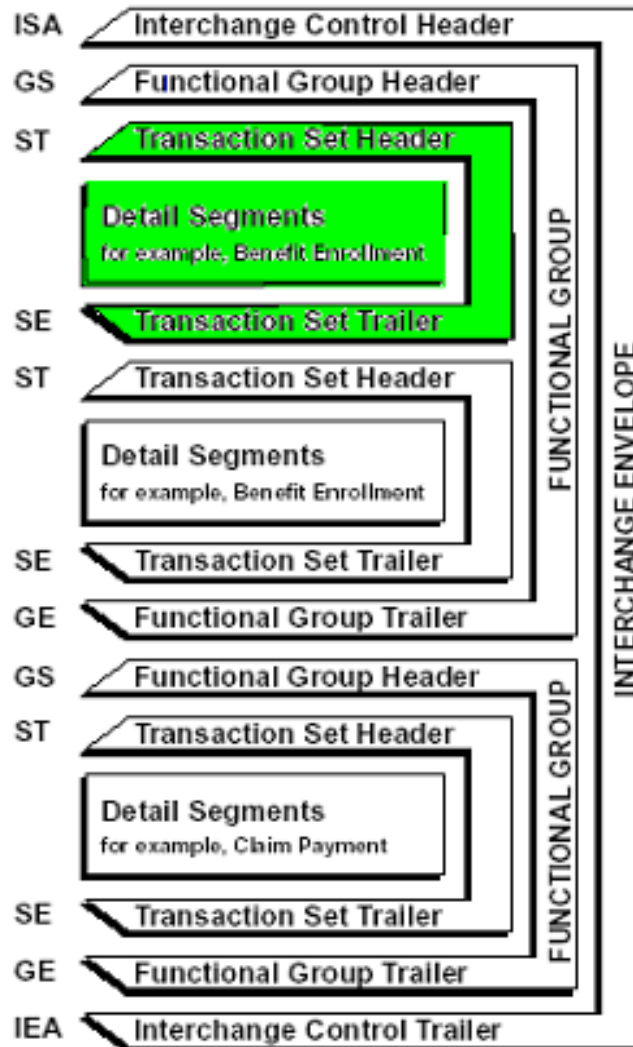 ISA Interchange Control Header
GS Functional Group Header
ST Transaction Set Header
Detail Segments
for example, Benefit Enrollment
SE Transaction Set Trailer
ST Transaction Set Header
Detail Segments
for example, Benefit Enrollment
SE Transaction Set Trailer
GE Functional Group Trailer
FUNCTIONAL GROUP
GS Functional Group Header
ST Transaction Set Header
Detail Segments
for example, Claim Payment
SE Transaction Set Trailer
GE Functional Group Trailer
FUNCTIONAL GROUP
IEA Interchange Control Trailer
INTERCHANGE ENVELOPE